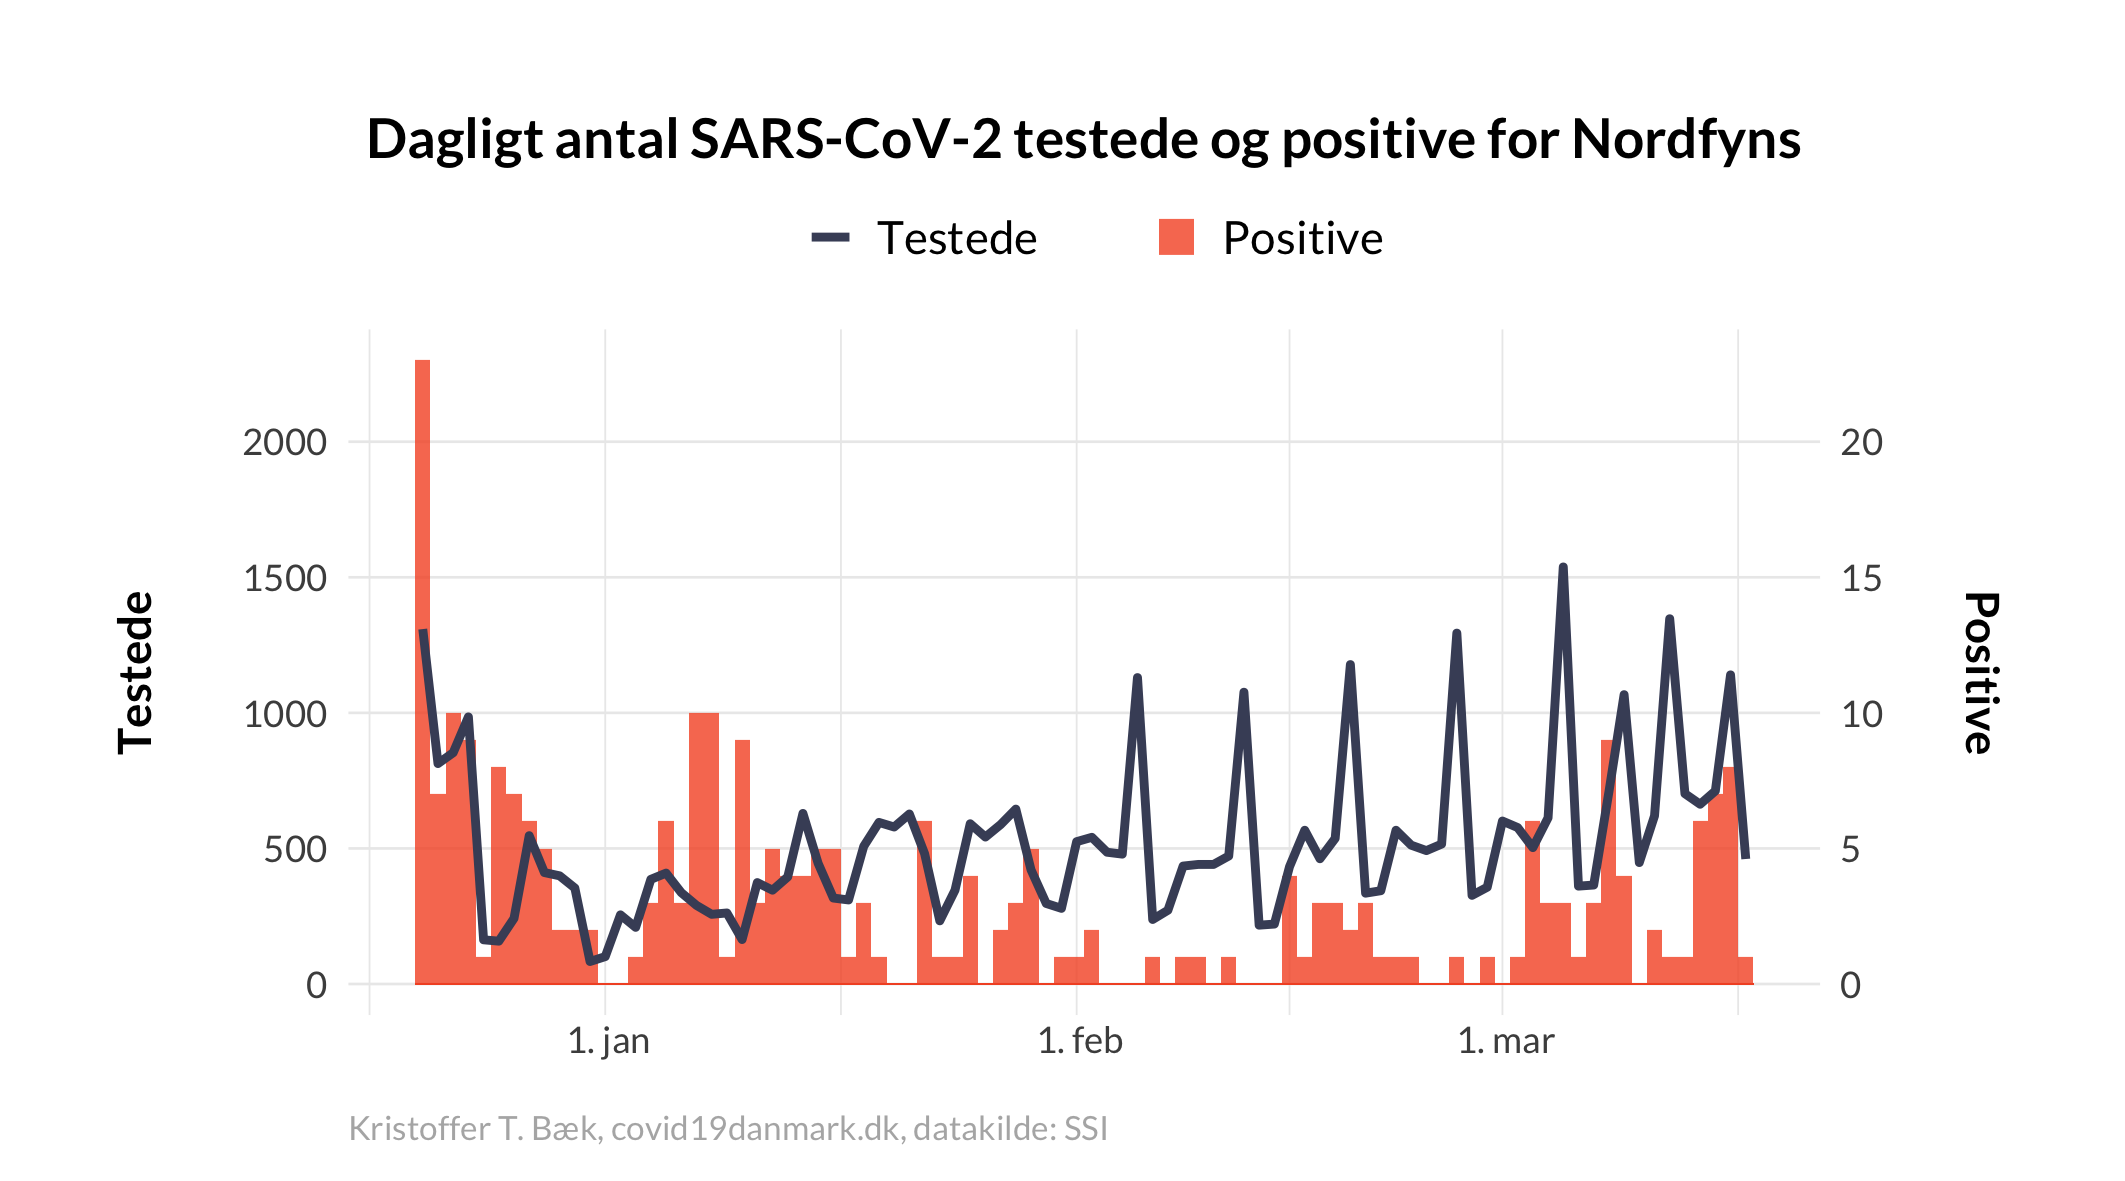 Dagligt antal SARS-CoV-2 testede og positive for Nordfyns
Testede
Positive
Testede
2000
1500
1000
500
0
20
15
10
5
0
Positive
1. jan
1. feb
1. mar
Kristoffer T. Bæk, covid19danmark.dk, datakilde: SSI